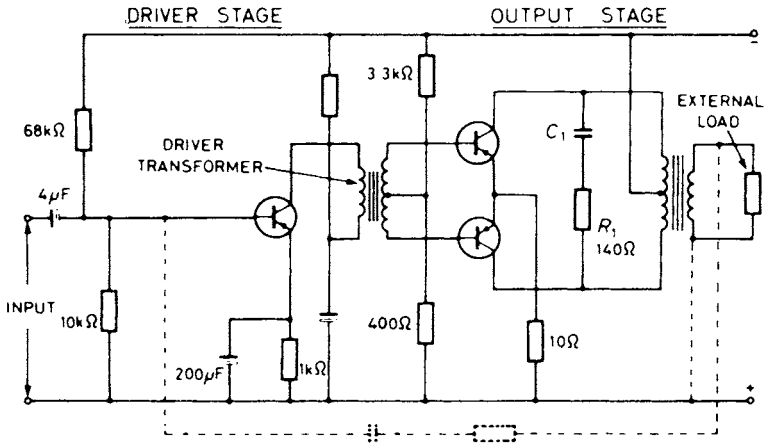 DRIVER STAGE
OUTPUT STAGE
−
3·3kΩ
68kΩ
DRIVER
TRANSFORMER
C₁
EXTERNAL
LOAD
4μF
R₁
140Ω
INPUT
10kΩ
200μF
1kΩ
400Ω
10Ω
+